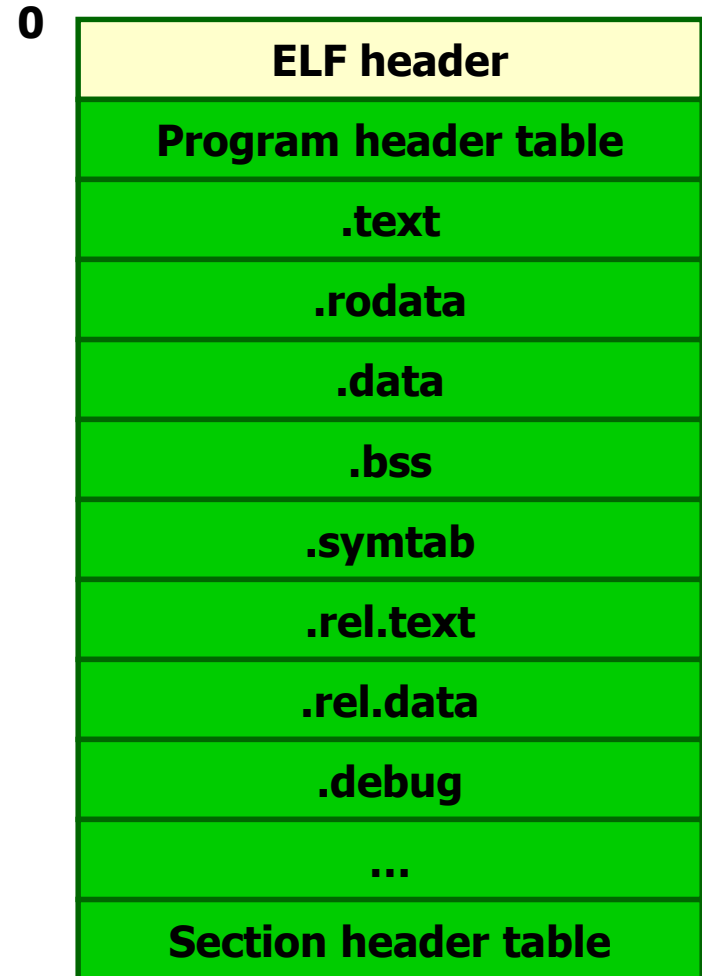 0
ELF header
Program header table
.text
.rodata
.data
.bss
.symtab
.rel.text
.rel.data
.debug
...
Section header table